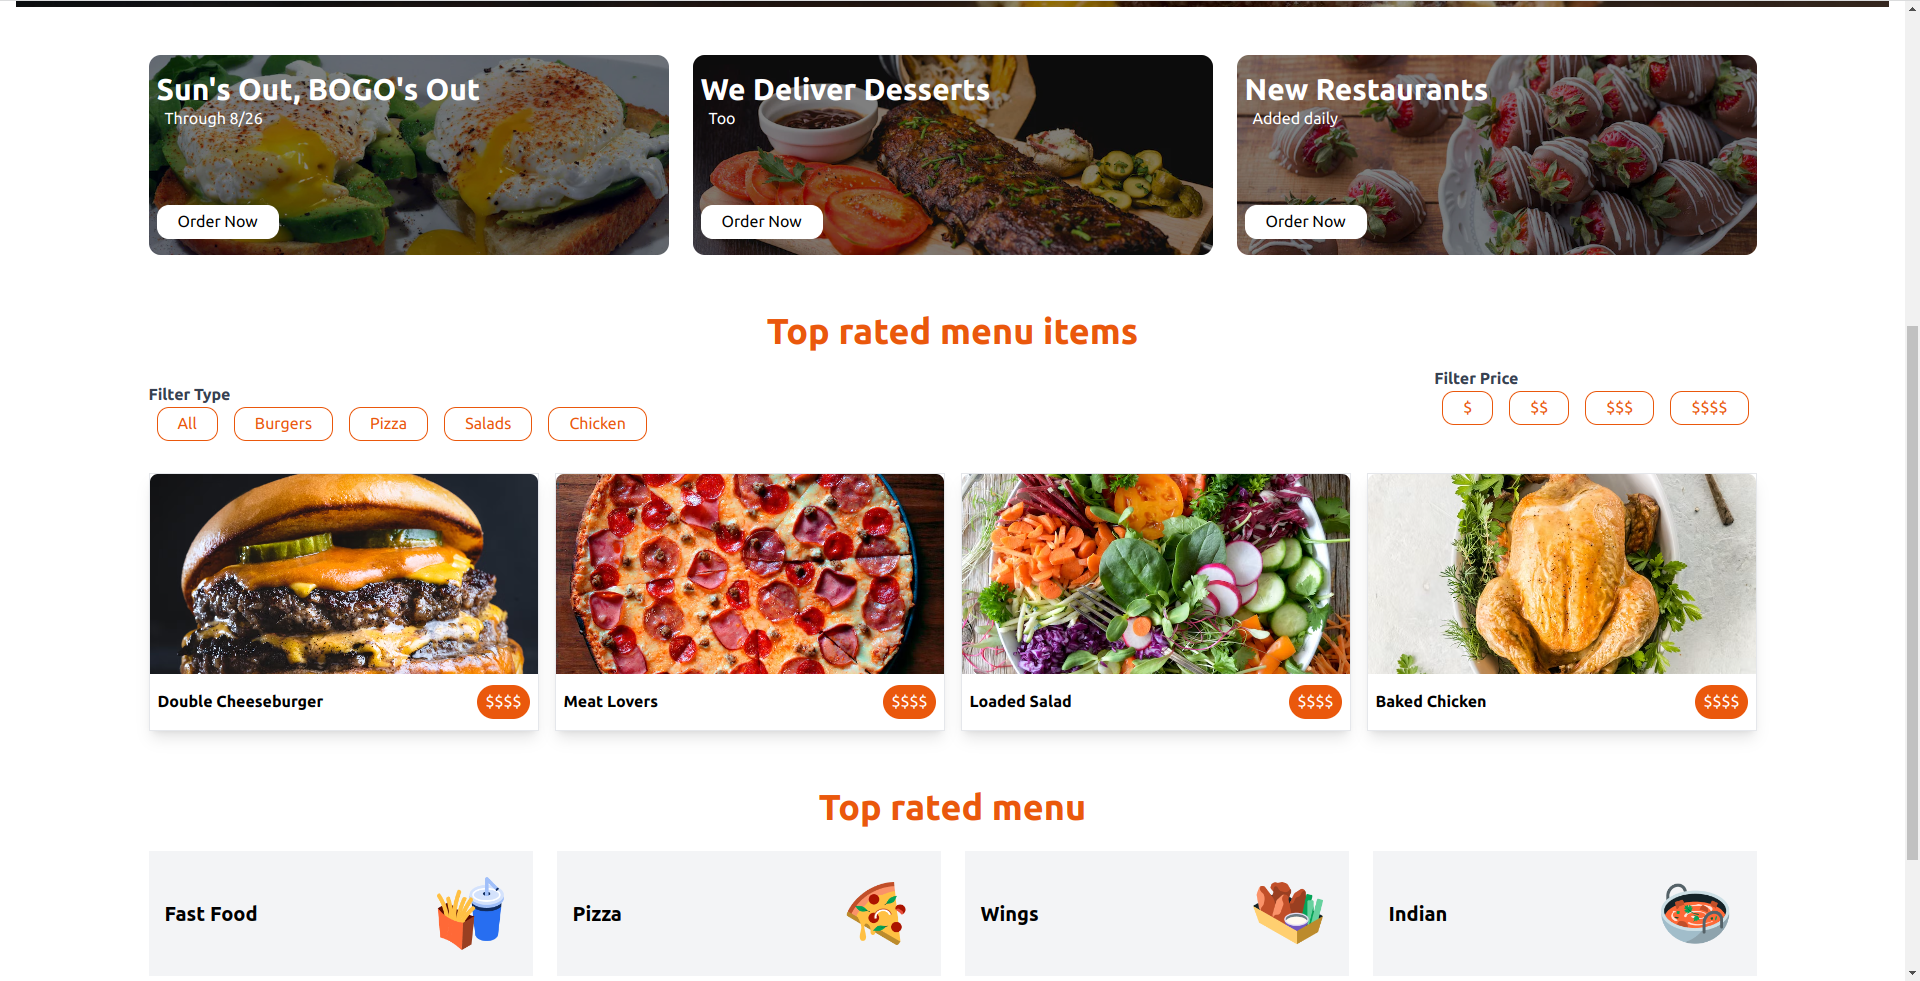 Sun's Out, BOGO's Out
Through 8/26
Order Now
We Deliver Desserts
Too
Order Now
New Restaurants
Added daily
Order Now
Top rated menu items
Filter Type
All Burgers Pizza Salads Chicken
Filter Price
$ $$ $$$ $$$$
Double Cheeseburger $$$$
Meat Lovers $$$$
Loaded Salad $$$$
Baked Chicken $$$$
Top rated menu
Fast Food
Pizza
Wings
Indian